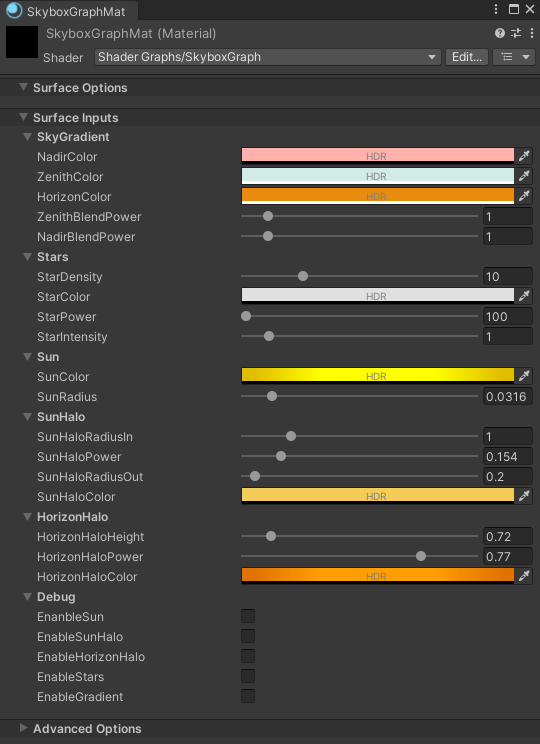 SkyboxGraphMat
SkyboxGraphMat (Material)
Shader Shader Graphs/SkyboxGraph Edit...
Surface Options
Surface Inputs
SkyGradient
NadirColor HDR
ZenithColor HDR
HorizonColor HDR
ZenithBlendPower 1
NadirBlendPower 1
Stars
StarDensity 10
StarColor HDR
StarPower 100
StarIntensity 1
Sun
SunColor HDR
SunRadius 0.0316
SunHalo
SunHaloRadiusIn 1
SunHaloPower 0.154
SunHaloRadiusOut 0.2
SunHaloColor HDR
HorizonHalo
HorizonHaloHeight 0.72
HorizonHaloPower 0.77
HorizonHaloColor HDR
Debug
EnanbleSun
EnableSunHalo
EnableHorizonHalo
EnableStars
EnableGradient
Advanced Options